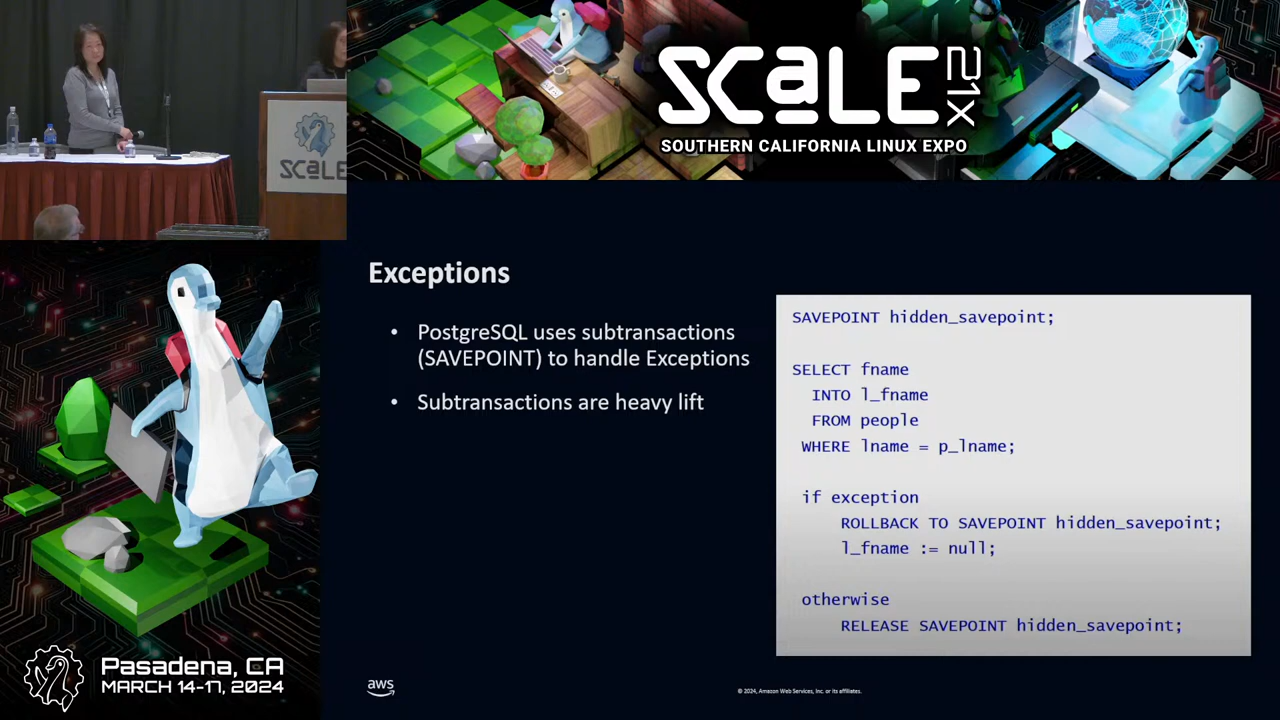 SCALE
21X
SOUTHERN CALIFORNIA LINUX EXPO
SCALE
Exceptions
• PostgreSQL uses subtransactions
(SAVEPOINT) to handle Exceptions
• Subtransactions are heavy lift
SAVEPOINT hidden_savepoint;
SELECT fname
INTO l_fname
FROM people
WHERE lname = p_lname;
if exception
ROLLBACK TO SAVEPOINT hidden_savepoint;
l_fname := null;
otherwise
RELEASE SAVEPOINT hidden_savepoint;
Pasadena, CA
MARCH 14-17, 2024
aws
© 2024, Amazon Web Services, Inc. or its affiliates.